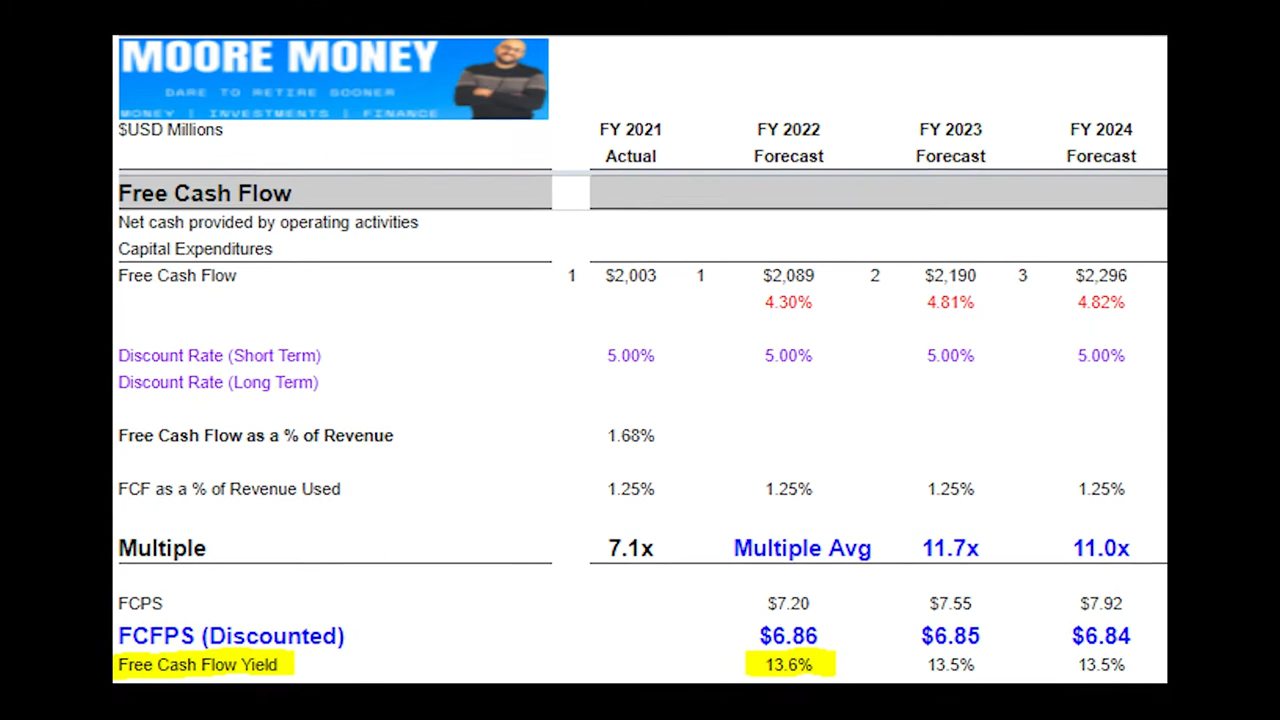 MOORE MONEY
DARE TO RETIRE SOONER
MONEY | INVESTMENTS | FINANCE
$USD Millions FY 2021 FY 2022 FY 2023 FY 2024
Actual Forecast Forecast Forecast
Free Cash Flow
Net cash provided by operating activities
Capital Expenditures
Free Cash Flow 1 $2,003 1 $2,089 2 $2,190 3 $2,296
4.30% 4.81% 4.82%
Discount Rate (Short Term) 5.00% 5.00% 5.00% 5.00%
Discount Rate (Long Term)
Free Cash Flow as a % of Revenue 1.68%
FCF as a % of Revenue Used 1.25% 1.25% 1.25% 1.25%
Multiple 7.1x Multiple Avg 11.7x 11.0x
FCPS $7.20 $7.55 $7.92
FCFPS (Discounted) $6.86 $6.85 $6.84
Free Cash Flow Yield 13.6% 13.5% 13.5%